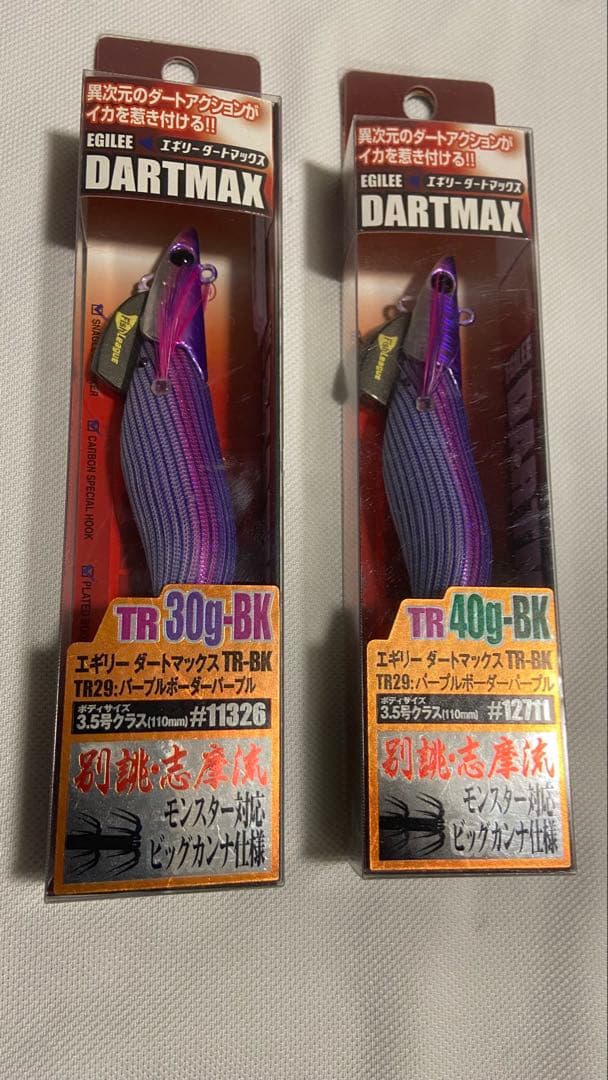 異次元のダートアクションが
イカを惹き付ける!!
EGILEE エギリーダートマックス
DARTMAX
Fish League
CARBON SPECIAL HOOK
TR 30g-BK
エギリー ダートマックス TR-BK
TR29:パープルボーダーパープル
ボディサイズ
3.5号クラス(110mm) #11326
別誂・志摩流
モンスター対応
ビッグカンナ仕様
異次元のダートアクションが
イカを惹き付ける!!
EGILEE エギリーダートマックス
DARTMAX
Fish League
TR 40g-BK
エギリー ダートマックス TR-BK
TR29:パープルボーダーパープル
ボディサイズ
3.5号クラス(110mm) #12711
別誂・志摩流
モンスター対応
ビッグカンナ仕様